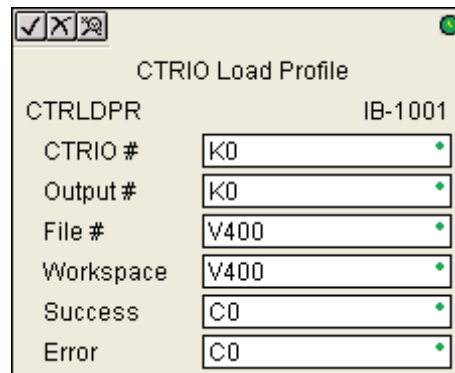 CTRIO Load Profile
CTRLDPR IB-1001
CTRIO # K0
Output # K0
File # V400
Workspace V400
Success C0
Error C0